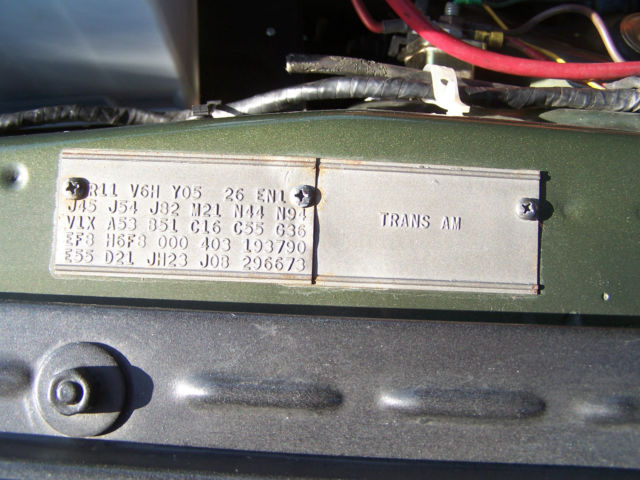 R11 V6H Y05 26 EN1
J45 J54 J82 M21 N44 N94
V1X A53 B51 C16 C55 G36
EF8 H6F8 000 403 193790
E55 D21 JH23 J0B 296673
TRANS AM